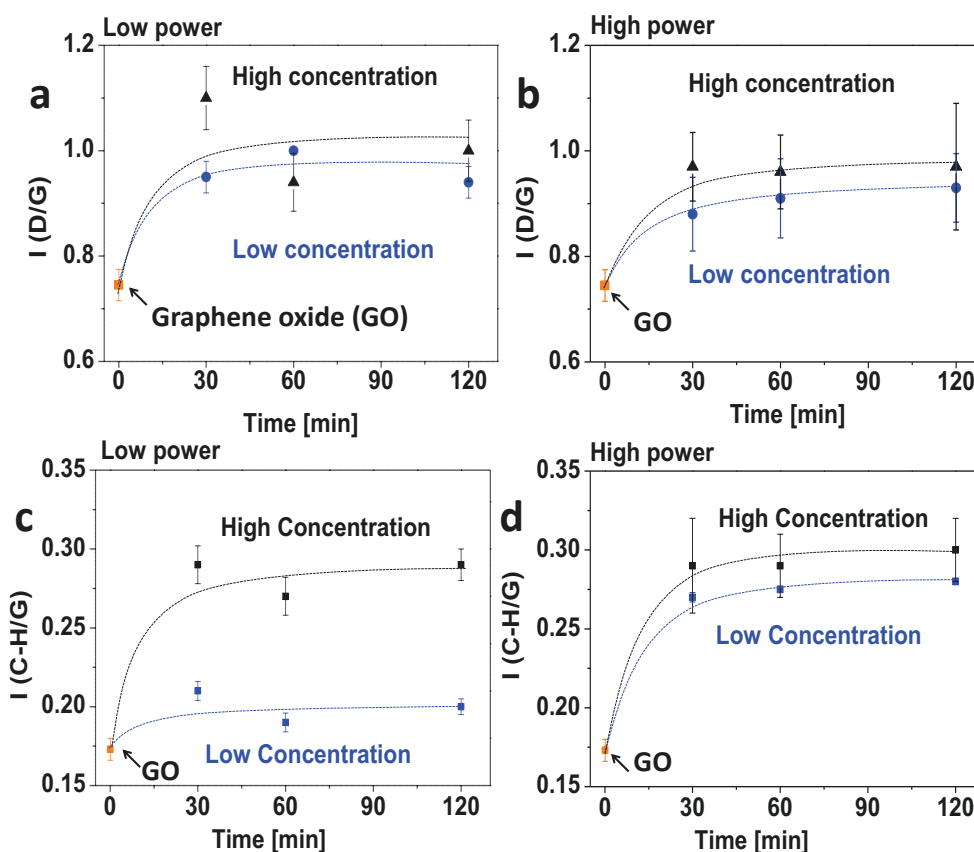 Low power
a
High concentration
Low concentration
Graphene oxide (GO)
I (D/G)
1.2
1.0
0.8
0.6
0 30 60 90 120
Time [min]
High power
b
High concentration
Low concentration
GO
I (D/G)
1.2
1.0
0.8
0.6
0 30 60 90 120
Time [min]
Low power
c
High Concentration
Low Concentration
GO
I (C-H/G)
0.35
0.30
0.25
0.20
0.15
0 30 60 90 120
Time [min]
High power
d
High Concentration
Low Concentration
GO
I (C-H/G)
0.35
0.30
0.25
0.20
0.15
0 30 60 90 120
Time [min]